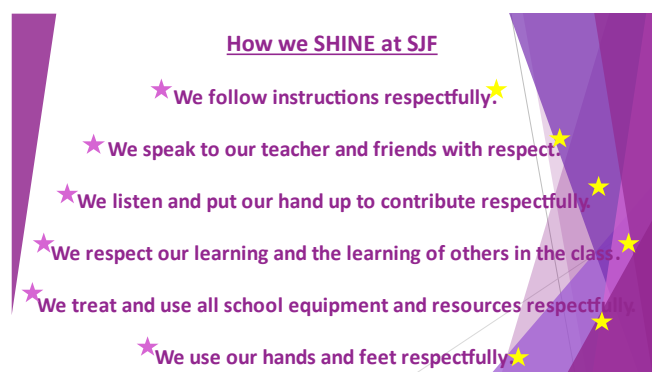 How we SHINE at SJF
We follow instructions respectfully.
We speak to our teacher and friends with respect.
We listen and put our hand up to contribute respectfully.
We respect our learning and the learning of others in the class.
We treat and use all school equipment and resources respectfully.
We use our hands and feet respectfully.